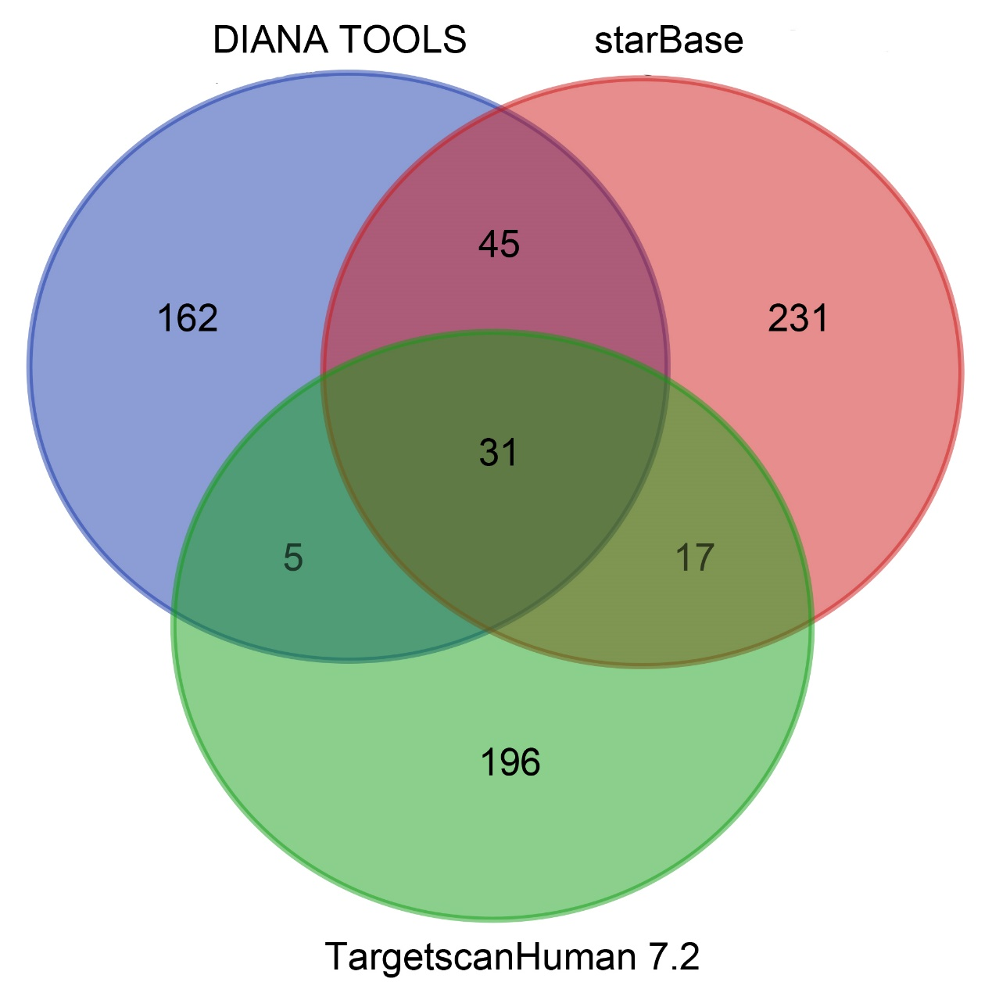 DIANA TOOLS starBase
45
162 231
31
5 17
196
TargetscanHuman 7.2